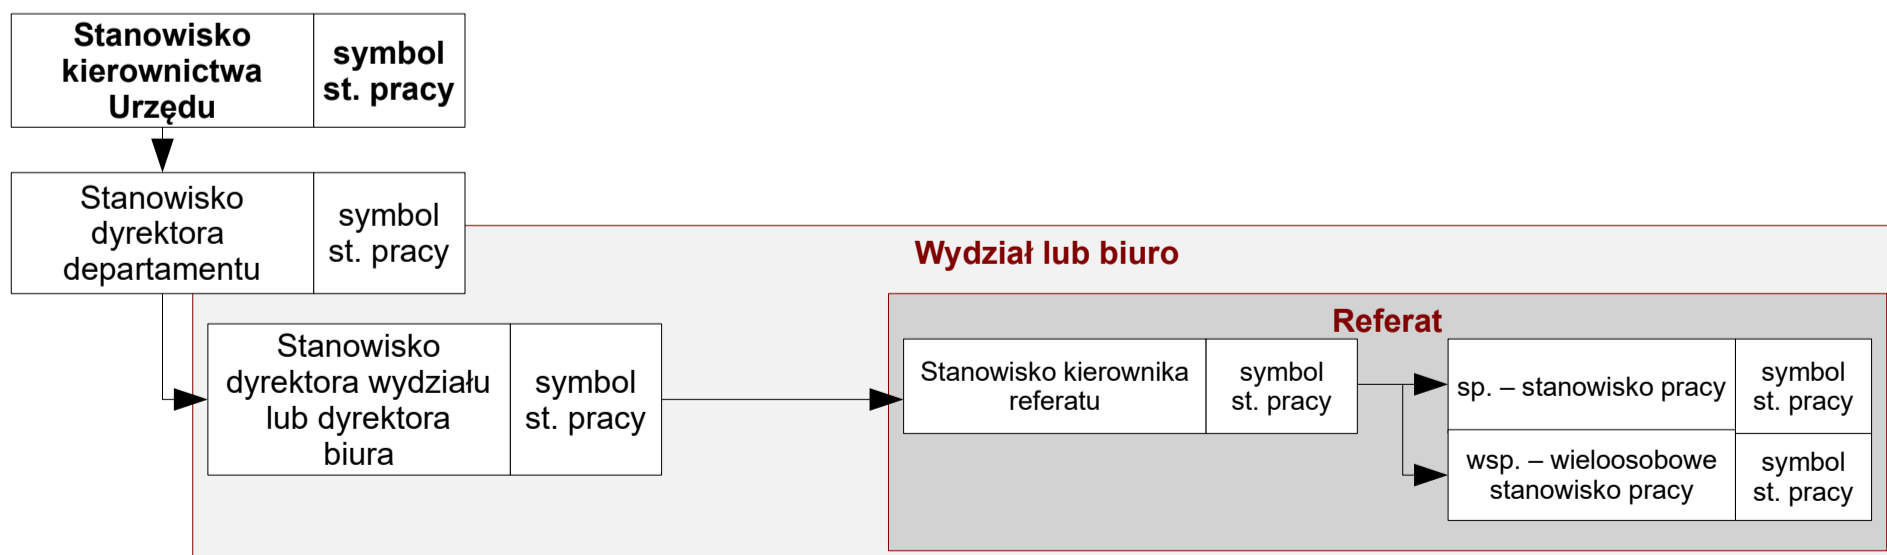 Stanowisko
kierownictwa
Urzędu
symbol
st. pracy
Stanowisko
dyrektora
departamentu
symbol
st. pracy
Wydział lub biuro
Stanowisko
dyrektora wydziału
lub dyrektora
biura
symbol
st. pracy
Referat
Stanowisko kierownika
referatu
symbol
st. pracy
sp. – stanowisko pracy
symbol
st. pracy
wsp. – wieloosobowe
stanowisko pracy
symbol
st. pracy